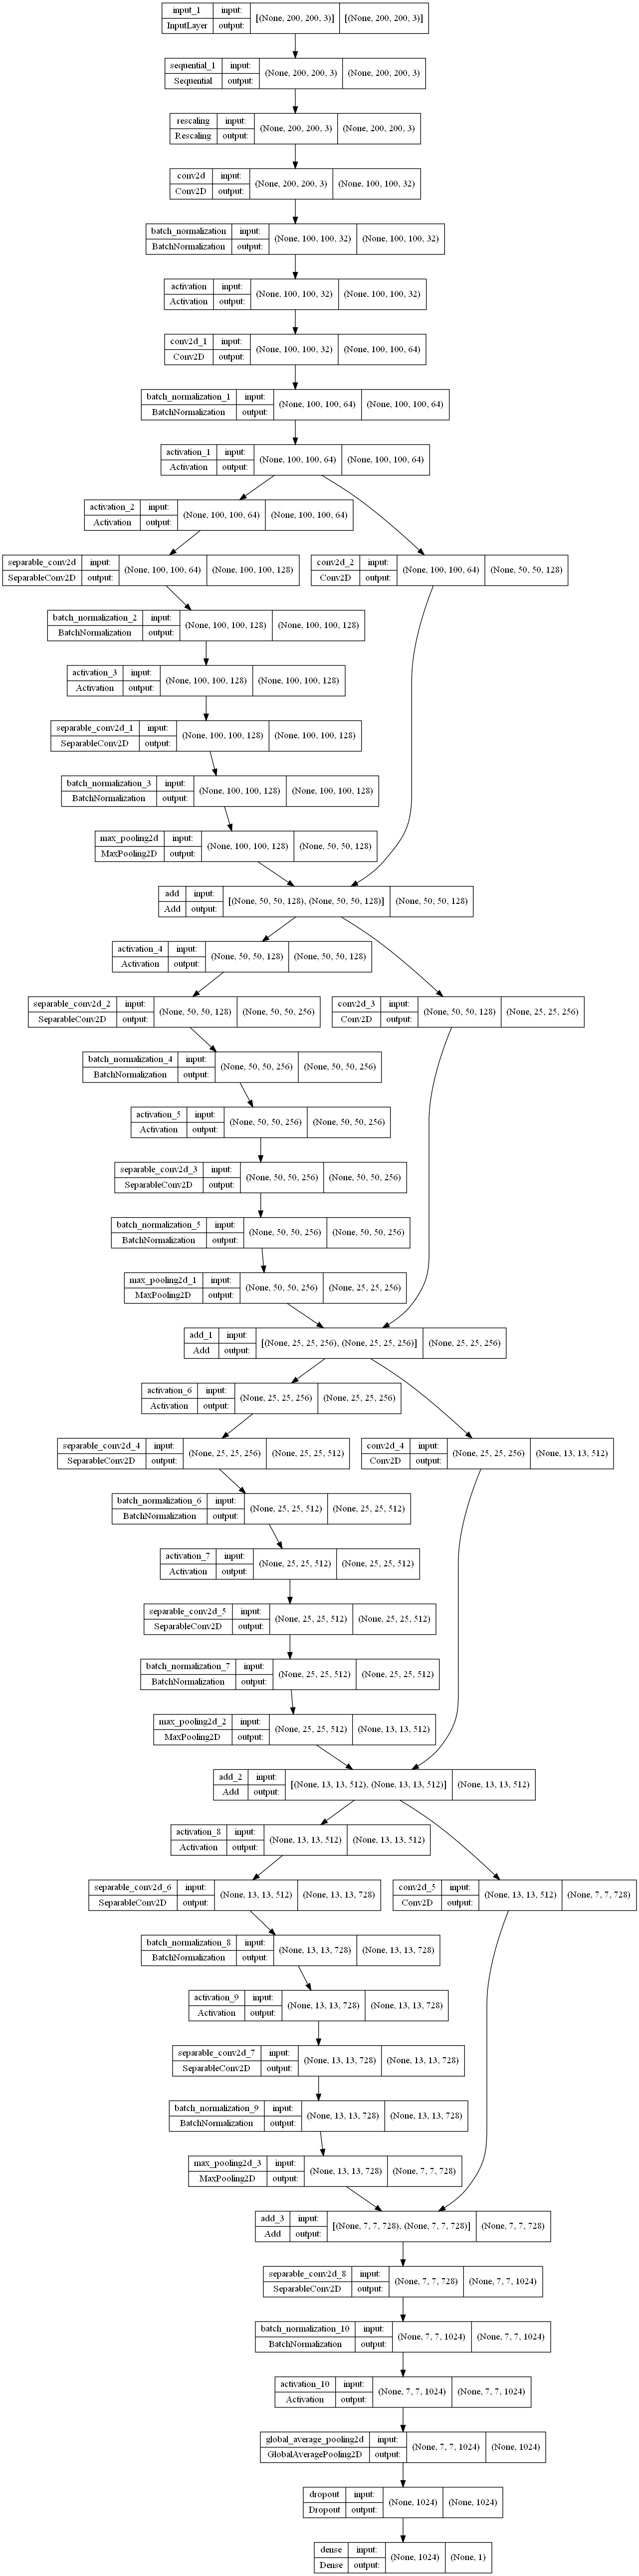 input_1 input: [(None, 200, 200, 3)] [(None, 200, 200, 3)]
InputLayer output:
sequential_1 input: (None, 200, 200, 3) (None, 200, 200, 3)
Sequential output:
rescaling input: (None, 200, 200, 3) (None, 200, 200, 3)
Rescaling output:
conv2d input: (None, 200, 200, 3) (None, 100, 100, 32)
Conv2D output:
batch_normalization input: (None, 100, 100, 32) (None, 100, 100, 32)
BatchNormalization output:
activation input: (None, 100, 100, 32) (None, 100, 100, 32)
Activation output:
conv2d_1 input: (None, 100, 100, 32) (None, 100, 100, 64)
Conv2D output:
batch_normalization_1 input: (None, 100, 100, 64) (None, 100, 100, 64)
BatchNormalization output:
activation_1 input: (None, 100, 100, 64) (None, 100, 100, 64)
Activation output:
activation_2 input: (None, 100, 100, 64) (None, 100, 100, 64)
Activation output:
separable_conv2d input: (None, 100, 100, 64) (None, 100, 100, 128)
SeparableConv2D output:
conv2d_2 input: (None, 100, 100, 64) (None, 50, 50, 128)
Conv2D output:
batch_normalization_2 input: (None, 100, 100, 128) (None, 100, 100, 128)
BatchNormalization output:
activation_3 input: (None, 100, 100, 128) (None, 100, 100, 128)
Activation output:
separable_conv2d_1 input: (None, 100, 100, 128) (None, 100, 100, 128)
SeparableConv2D output:
batch_normalization_3 input: (None, 100, 100, 128) (None, 100, 100, 128)
BatchNormalization output:
max_pooling2d input: (None, 100, 100, 128) (None, 50, 50, 128)
MaxPooling2D output:
add input: [(None, 50, 50, 128), (None, 50, 50, 128)] (None, 50, 50, 128)
Add output:
activation_4 input: (None, 50, 50, 128) (None, 50, 50, 128)
Activation output:
separable_conv2d_2 input: (None, 50, 50, 128) (None, 50, 50, 256)
SeparableConv2D output:
conv2d_3 input: (None, 50, 50, 128) (None, 25, 25, 256)
Conv2D output:
batch_normalization_4 input: (None, 50, 50, 256) (None, 50, 50, 256)
BatchNormalization output:
activation_5 input: (None, 50, 50, 256) (None, 50, 50, 256)
Activation output:
separable_conv2d_3 input: (None, 50, 50, 256) (None, 50, 50, 256)
SeparableConv2D output:
batch_normalization_5 input: (None, 50, 50, 256) (None, 50, 50, 256)
BatchNormalization output:
max_pooling2d_1 input: (None, 50, 50, 256) (None, 25, 25, 256)
MaxPooling2D output:
add_1 input: [(None, 25, 25, 256), (None, 25, 25, 256)] (None, 25, 25, 256)
Add output:
activation_6 input: (None, 25, 25, 256) (None, 25, 25, 256)
Activation output:
separable_conv2d_4 input: (None, 25, 25, 256) (None, 25, 25, 512)
SeparableConv2D output:
conv2d_4 input: (None, 25, 25, 256) (None, 13, 13, 512)
Conv2D output:
batch_normalization_6 input: (None, 25, 25, 512) (None, 25, 25, 512)
BatchNormalization output:
activation_7 input: (None, 25, 25, 512) (None, 25, 25, 512)
Activation output:
separable_conv2d_5 input: (None, 25, 25, 512) (None, 25, 25, 512)
SeparableConv2D output:
batch_normalization_7 input: (None, 25, 25, 512) (None, 25, 25, 512)
BatchNormalization output:
max_pooling2d_2 input: (None, 25, 25, 512) (None, 13, 13, 512)
MaxPooling2D output:
add_2 input: [(None, 13, 13, 512), (None, 13, 13, 512)] (None, 13, 13, 512)
Add output:
activation_8 input: (None, 13, 13, 512) (None, 13, 13, 512)
Activation output:
separable_conv2d_6 input: (None, 13, 13, 512) (None, 13, 13, 728)
SeparableConv2D output:
conv2d_5 input: (None, 13, 13, 512) (None, 7, 7, 728)
Conv2D output:
batch_normalization_8 input: (None, 13, 13, 728) (None, 13, 13, 728)
BatchNormalization output:
activation_9 input: (None, 13, 13, 728) (None, 13, 13, 728)
Activation output:
separable_conv2d_7 input: (None, 13, 13, 728) (None, 13, 13, 728)
SeparableConv2D output:
batch_normalization_9 input: (None, 13, 13, 728) (None, 13, 13, 728)
BatchNormalization output:
max_pooling2d_3 input: (None, 13, 13, 728) (None, 7, 7, 728)
MaxPooling2D output:
add_3 input: [(None, 7, 7, 728), (None, 7, 7, 728)] (None, 7, 7, 728)
Add output:
separable_conv2d_8 input: (None, 7, 7, 728) (None, 7, 7, 1024)
SeparableConv2D output:
batch_normalization_10 input: (None, 7, 7, 1024) (None, 7, 7, 1024)
BatchNormalization output:
activation_10 input: (None, 7, 7, 1024) (None, 7, 7, 1024)
Activation output:
global_average_pooling2d input: (None, 7, 7, 1024) (None, 1024)
GlobalAveragePooling2D output:
dropout input: (None, 1024) (None, 1024)
Dropout output:
dense input: (None, 1024) (None, 1)
Dense output: